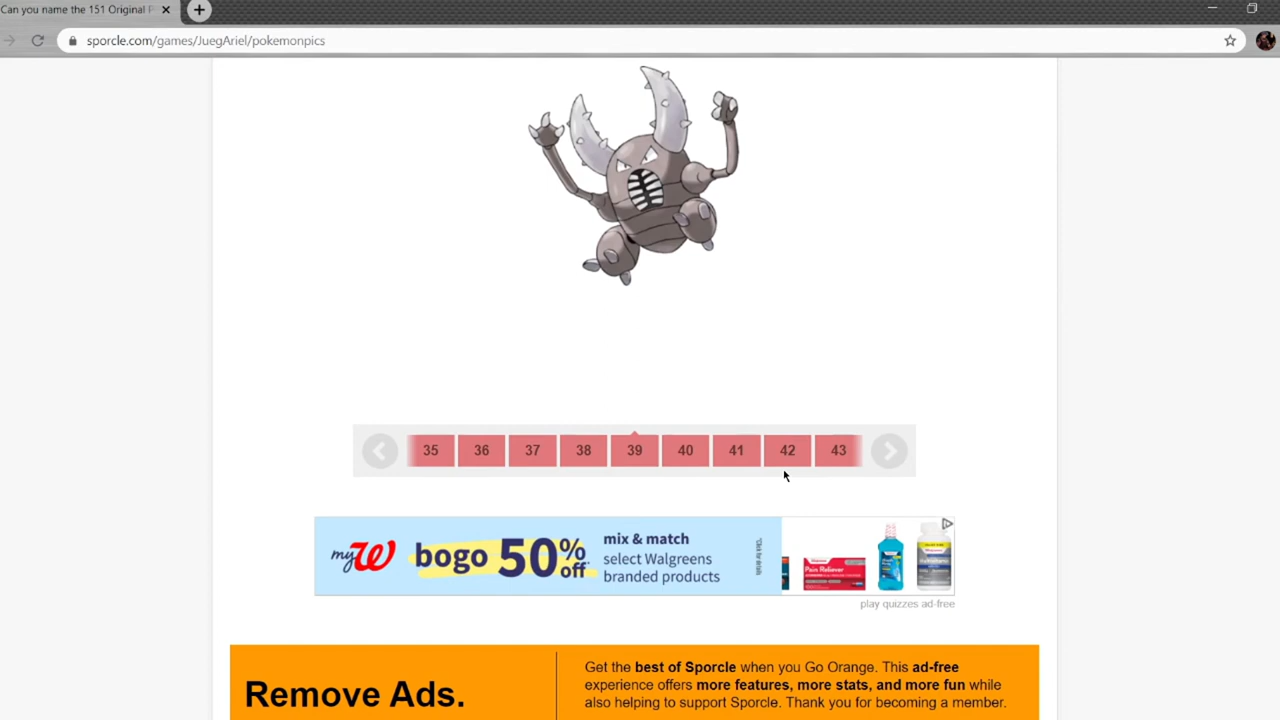 Can you name the 151 Original P
sporcle.com/games/JuegAriel/pokemonpics
35 36 37 38 39 40 41 42 43
my W bogo 50% off
mix & match
select Walgreens
branded products
Pain Reliever
play quizzes ad-free
Remove Ads.
Get the best of Sporcle when you Go Orange. This ad-free
experience offers more features, more stats, and more fun while
also helping to support Sporcle. Thank you for becoming a member.